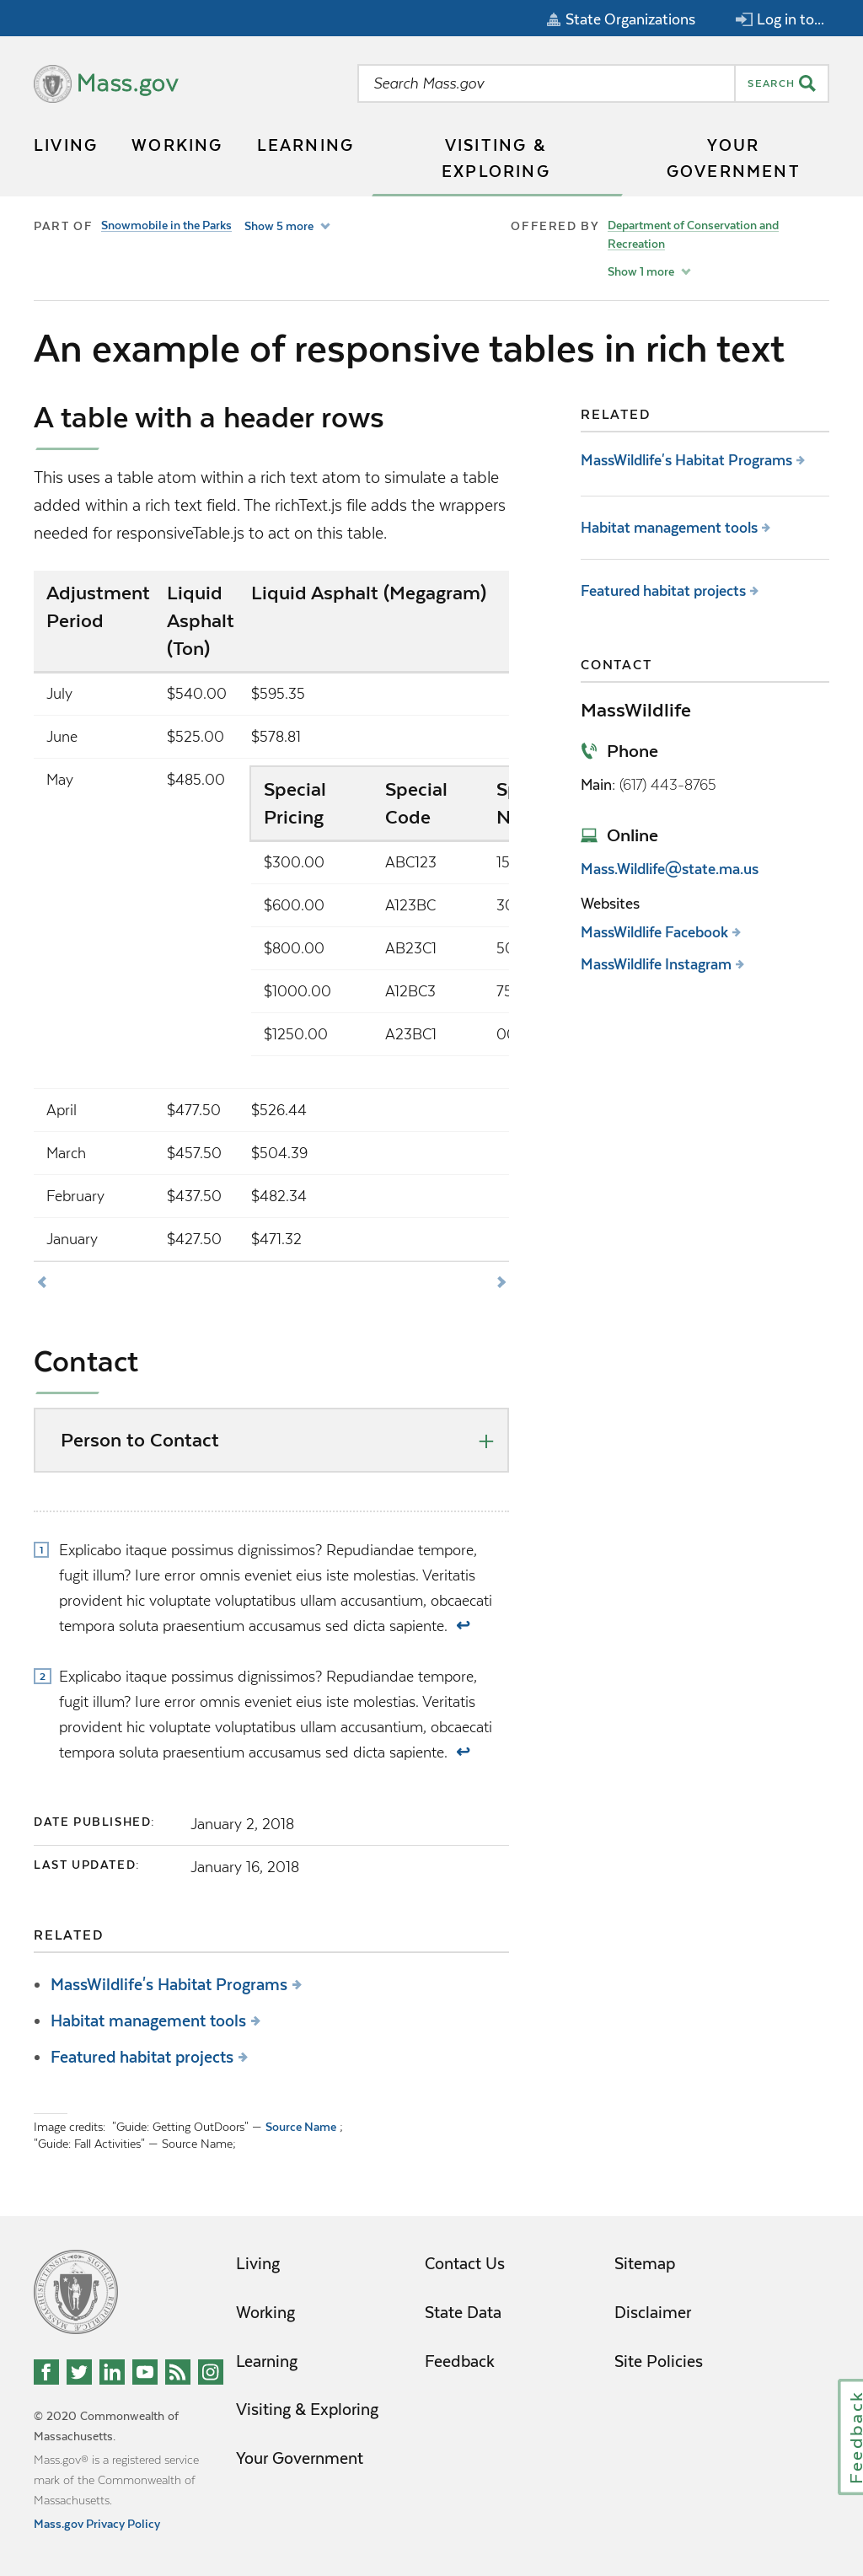 State Organizations
Log in to...
Mass.gov
Search Mass.gov
SEARCH
LIVING
WORKING
LEARNING
VISITING &
EXPLORING
YOUR
GOVERNMENT
PART OF Snowmobile in the Parks Show 5 more
OFFERED BY Department of Conservation and
Recreation
Show 1 more
An example of responsive tables in rich text
A table with a header rows
This uses a table atom within a rich text atom to simulate a table
added within a rich text field. The richText.js file adds the wrappers
needed for responsiveTable.js to act on this table.
Adjustment Liquid Liquid Asphalt (Megagram)
Period Asphalt
(Ton)
July $540.00 $595.35
June $525.00 $578.81
May $485.00
Special Special
Pricing Code
$300.00 ABC123 15
$600.00 A123BC
$800.00 AB23C1
$1000.00 A12BC3
$1250.00 A23BC1
April $477.50 $526.44
March $457.50 $504.39
February $437.50 $482.34
January $427.50 $471.32
Contact
Person to Contact
1 Explicabo itaque possimus dignissimos? Repudiandae tempore,
fugit illum? Iure error omnis eveniet eius iste molestias. Veritatis
provident hic voluptate voluptatibus ullam accusantium, obcaecati
tempora soluta praesentium accusamus sed dicta sapiente. ↩
2 Explicabo itaque possimus dignissimos? Repudiandae tempore,
fugit illum? Iure error omnis eveniet eius iste molestias. Veritatis
provident hic voluptate voluptatibus ullam accusantium, obcaecati
tempora soluta praesentium accusamus sed dicta sapiente. ↩
DATE PUBLISHED: January 2, 2018
LAST UPDATED: January 16, 2018
RELATED
• MassWildlife's Habitat Programs
• Habitat management tools
• Featured habitat projects
Image credits: "Guide: Getting OutDoors" — Source Name ;
"Guide: Fall Activities" — Source Name;
RELATED
MassWildlife's Habitat Programs
Habitat management tools
Featured habitat projects
CONTACT
MassWildlife
Phone
Main: (617) 443-8765
Online
Mass.Wildlife@state.ma.us
Websites
MassWildlife Facebook
MassWildlife Instagram
© 2020 Commonwealth of
Massachusetts.
Mass.gov® is a registered service
mark of the Commonwealth of
Massachusetts.
Mass.gov Privacy Policy
Living
Working
Learning
Visiting & Exploring
Your Government
Contact Us
State Data
Feedback
Sitemap
Disclaimer
Site Policies
Feedback